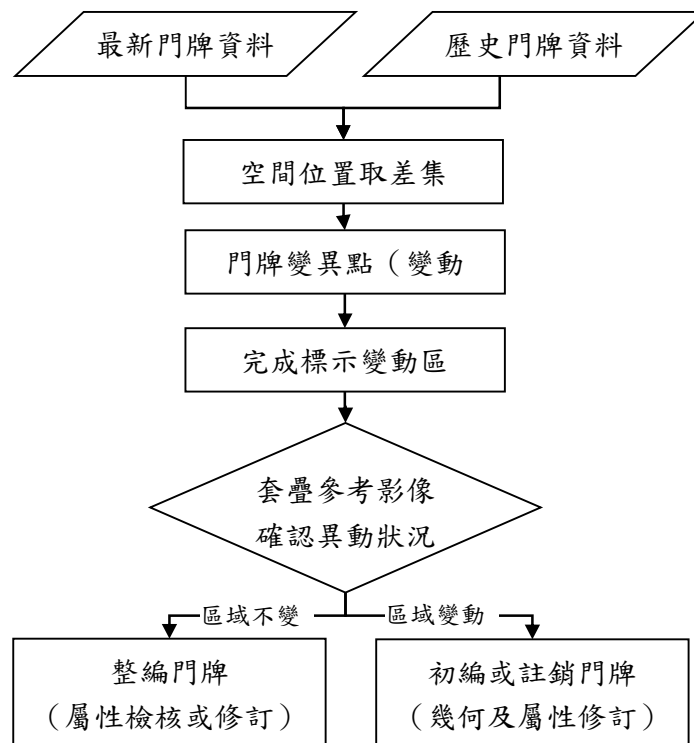 最新門牌資料
歷史門牌資料
空間位置取差集
門牌變異點（變動
完成標示變動區
套疊參考影像
確認異動狀況
區域不變
區域變動
整編門牌
（屬性檢核或修訂）
初編或註銷門牌
（幾何及屬性修訂）